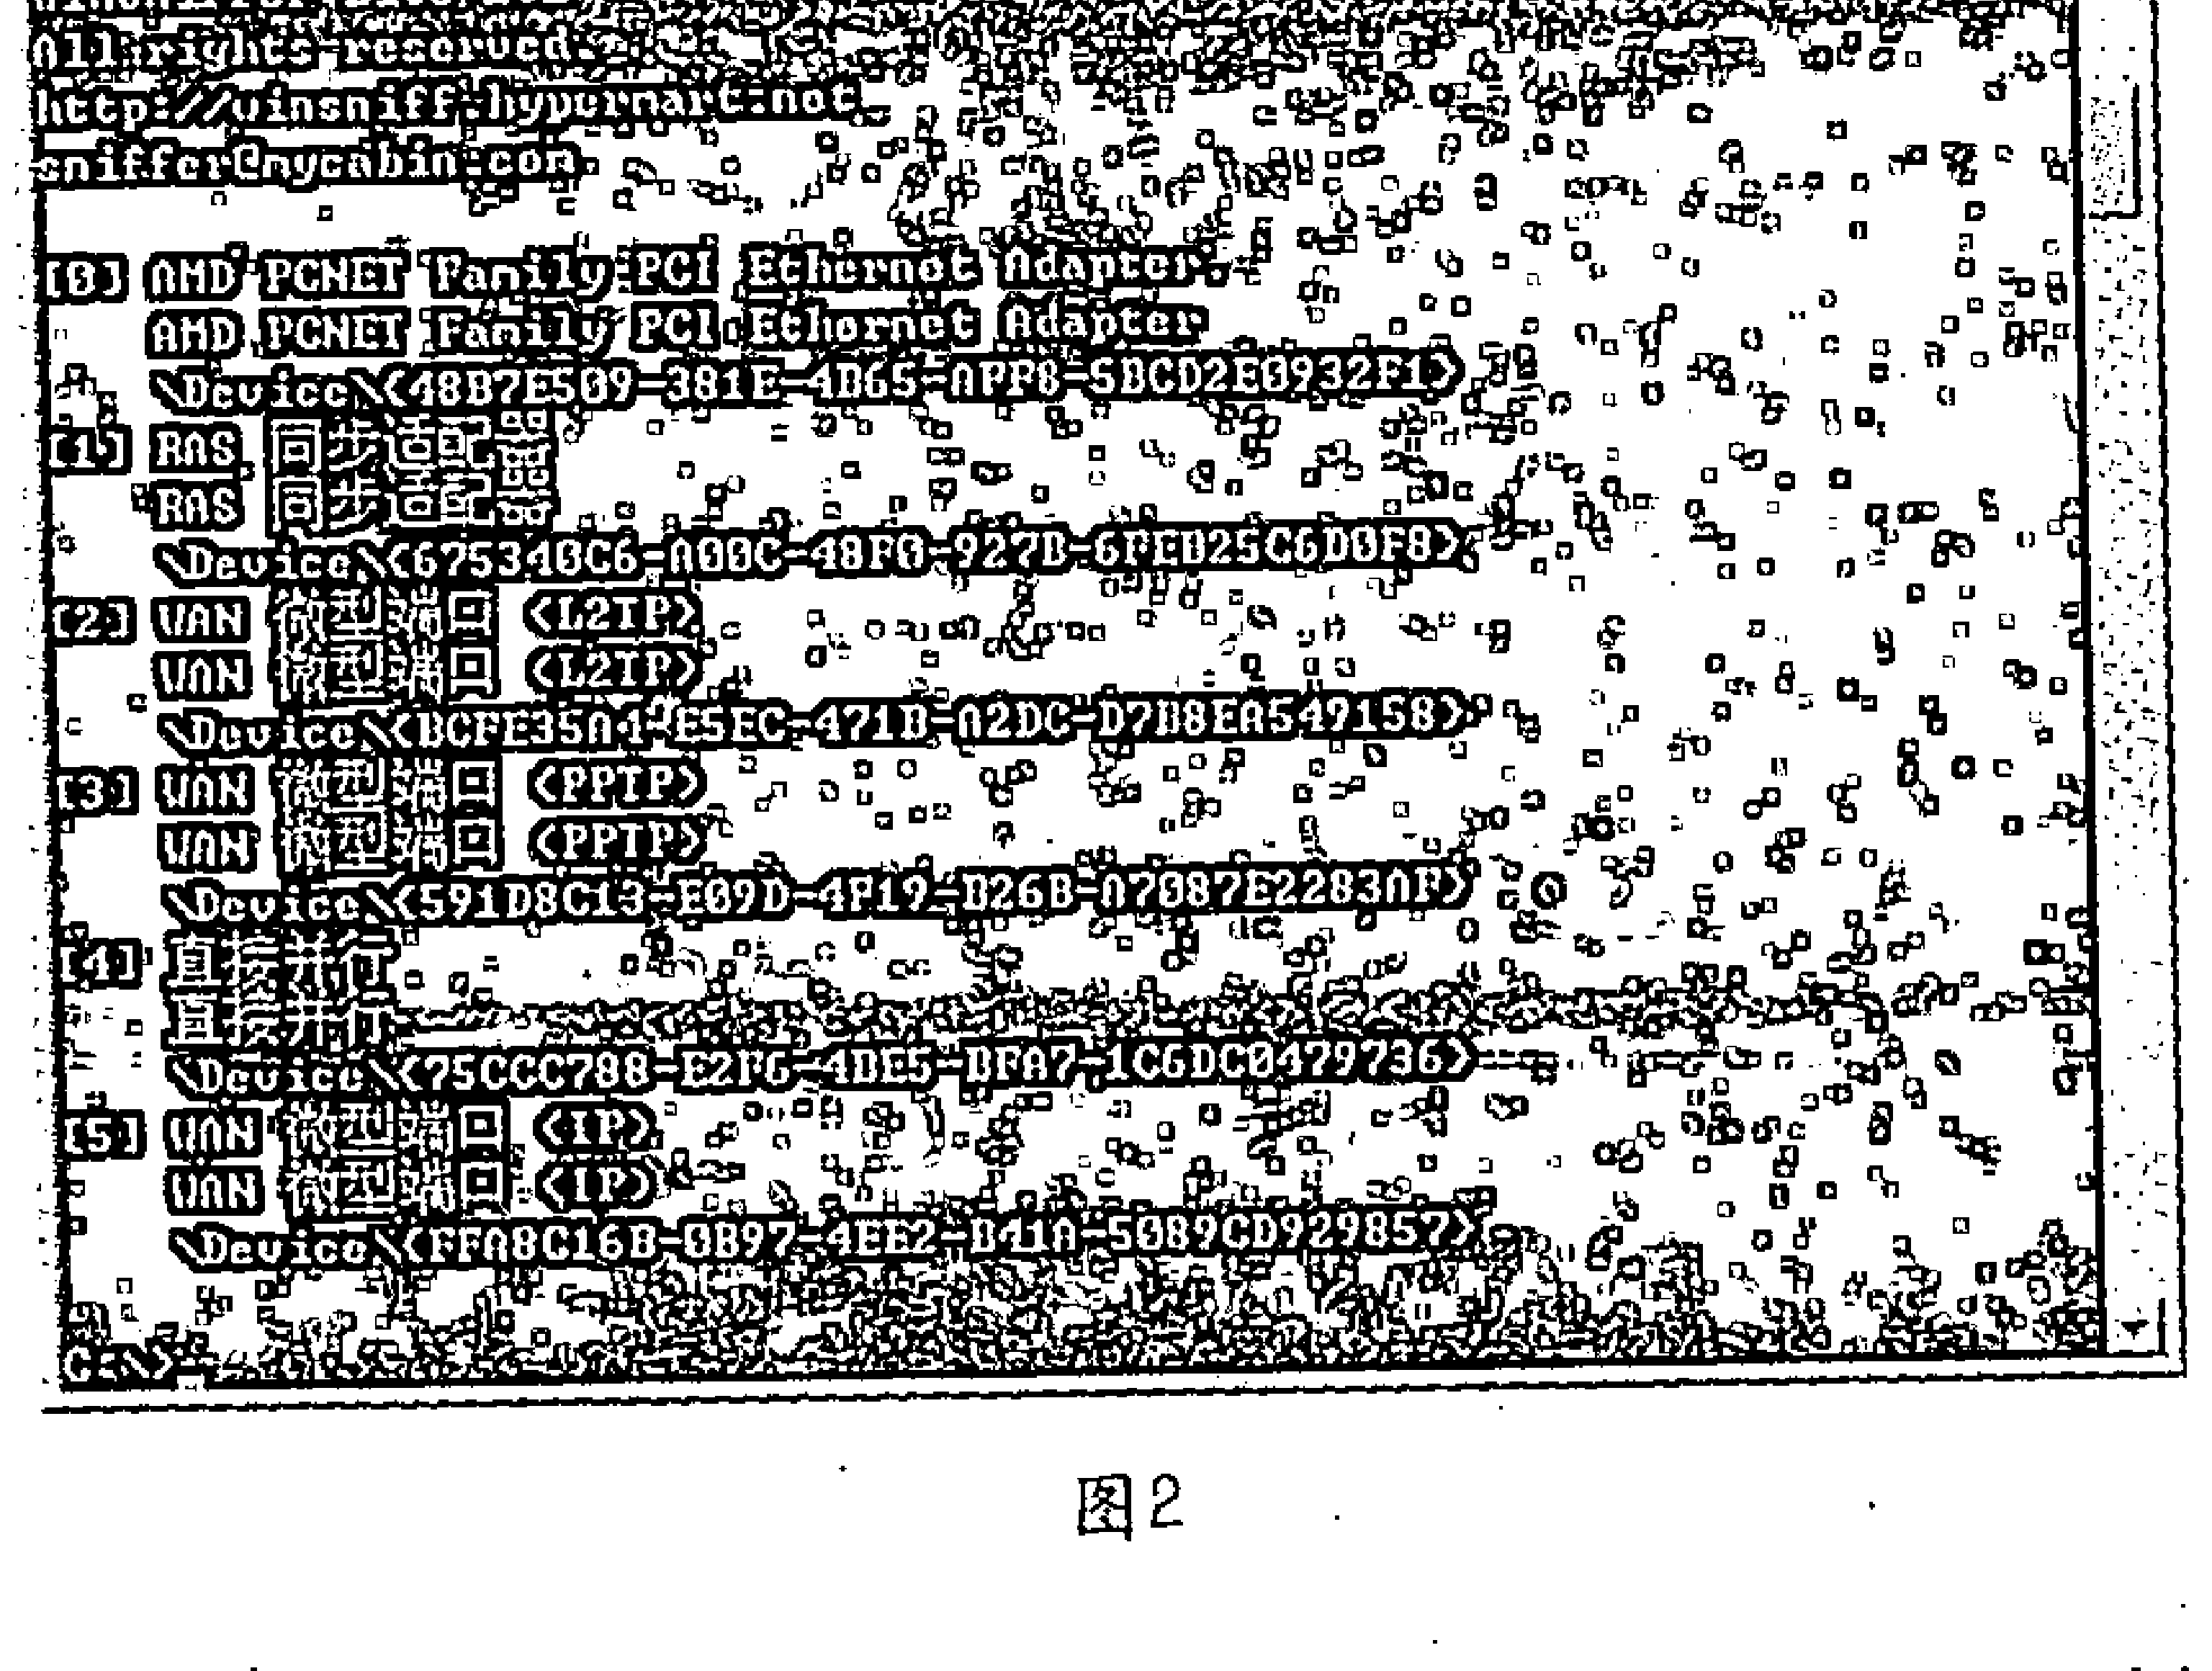 All rights reserved.
http://winsniff.hypermart.net
sniffer@mycabin.com
[0] AMD PCNET Family PCI Ethernet Adapter
AMD PCNET Family PCI Ethernet Adapter
\Device\{48B7E509-381E-4B65-AFF8-5BCD2E0932F1}
[1] RAS 同步适配器
RAS 同步适配器
\Device\{675340C6-A00C-48F0-927B-6FEB25C6D0F8}
[2] WAN 微型端口 (L2TP)
WAN 微型端口 (L2TP)
\Device\{BCFE35A4-E5EC-471B-A2DC-D7B8EA549158}
[3] WAN 微型端口 (PPTP)
WAN 微型端口 (PPTP)
\Device\{591D8C13-E09D-4F19-B26B-A7087E2283AF}
[4] 直接并行
直接并行
\Device\{75CCC788-E2F6-4DE5-BFA7-1C6DC0479736}
[5] WAN 微型端口 (IP)
WAN 微型端口 (IP)
\Device\{FFA8C16B-0B97-4EE2-B41A-5089CD929857}
C:\>
图2